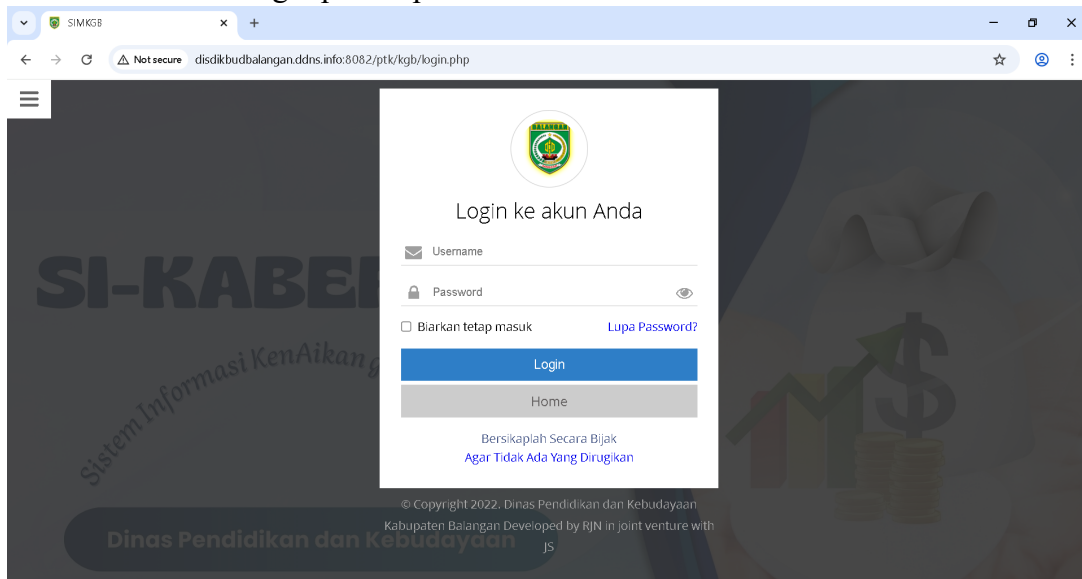 SIMKGB
Not secure disdikbudbalangan.ddns.info:8082/ptk/kgb/login.php
BALANGAN
Login ke akun Anda
Username
Password
Biarkan tetap masuk Lupa Password?
Login
Home
Bersikaplah Secara Bijak
Agar Tidak Ada Yang Dirugikan
© Copyright 2022. Dinas Pendidikan dan Kebudayaan
Kabupaten Balangan Developed by RJN in joint venture with
JS
SI-KABE
Sistem Informasi KenAikan
Dinas Pendidikan dan Kebudayaan